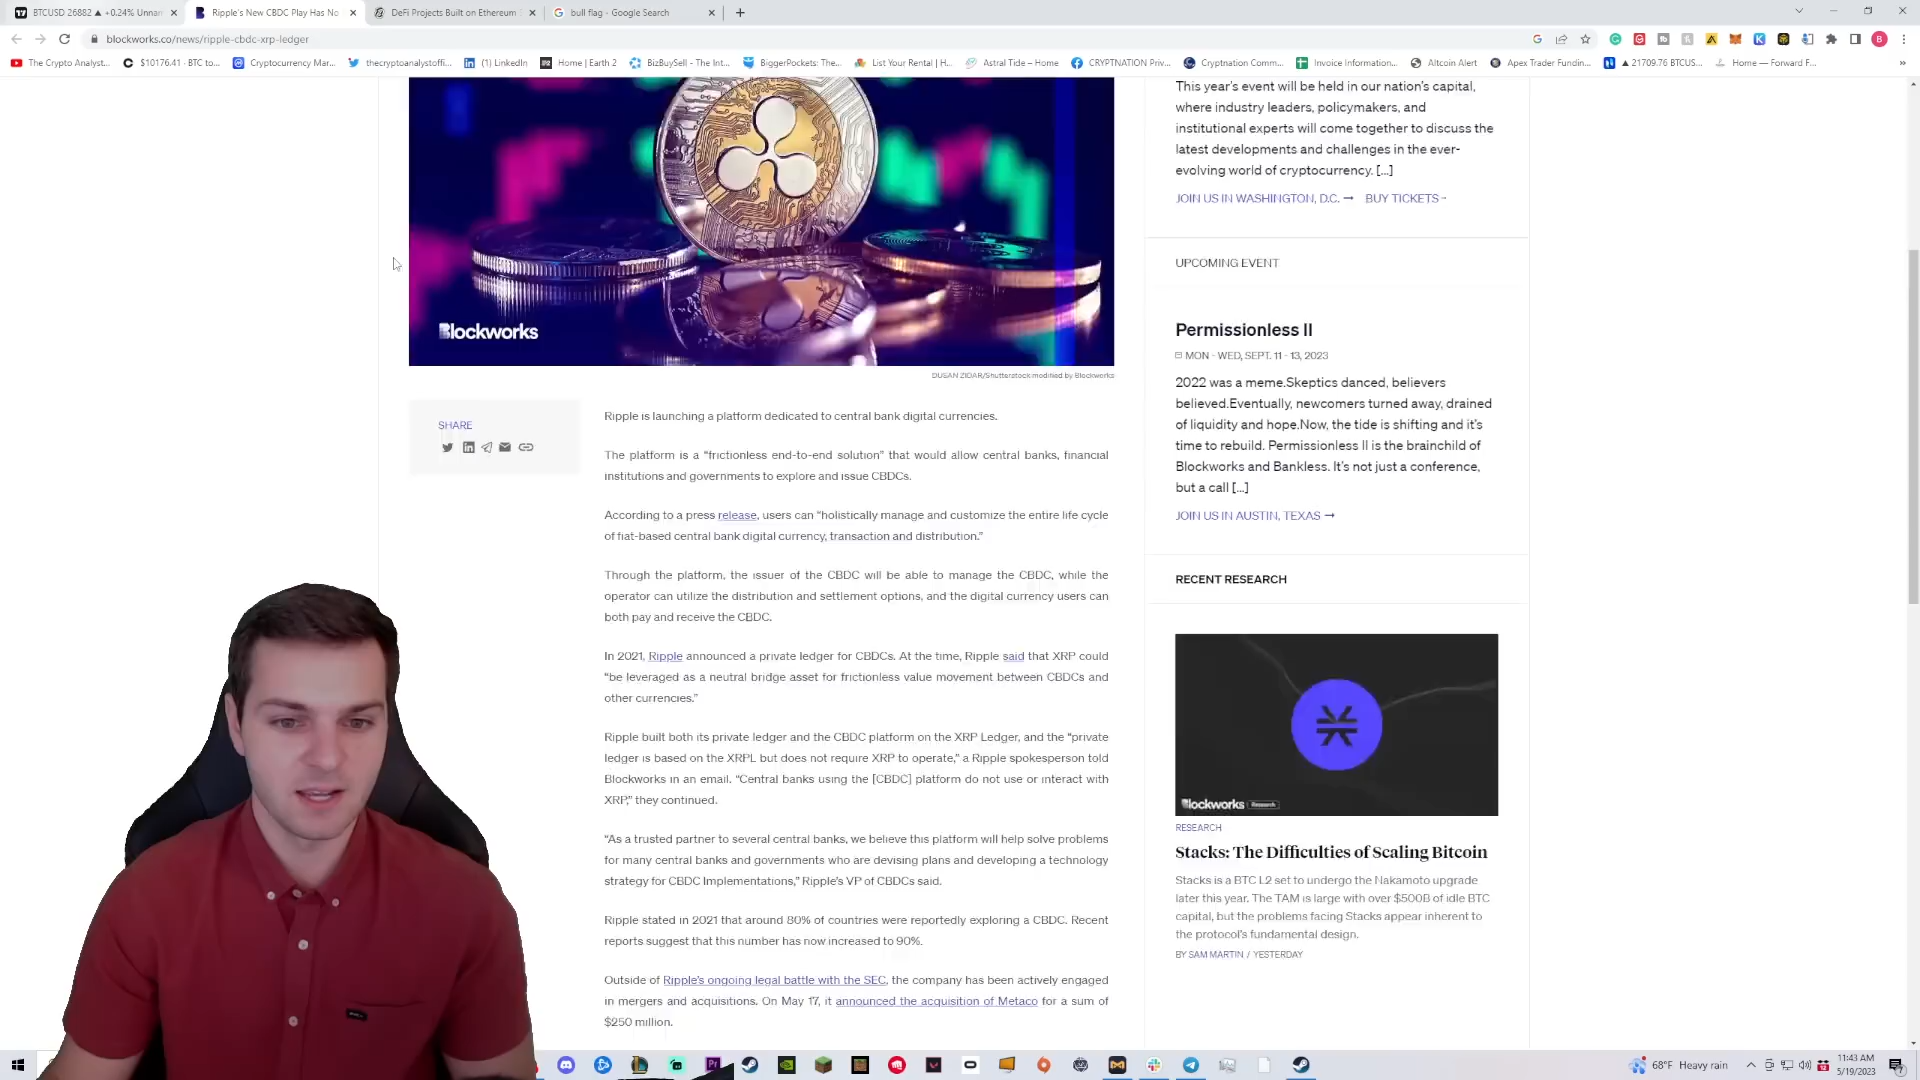 BTCUSD 26882 ▲ +0.24% Unnan
Ripple's New CBDC Play Has No
DeFi Projects Built on Ethereum
bull flag - Google Search
blockworks.co/news/ripple-cbdc-xrp-ledger
The Crypto Analyst...
$10176.41 · BTC to...
Cryptocurrency Mar...
thecryptoanalystoffi...
(1) LinkedIn
Home | Earth 2
BizBuySell - The Int...
BiggerPockets: The...
List Your Rental | H...
Astral Tide – Home
CRYPTNATION Priv...
Cryptnation Comm...
Invoice Information...
Altcoin Alert
Apex Trader Fundin...
▲ 21709.76 BTCUS...
Home — Forward F...
Blockworks
DUSAN ZIDAR/Shutterstock modified by Blockworks
SHARE
Ripple is launching a platform dedicated to central bank digital currencies.
The platform is a “frictionless end-to-end solution” that would allow central banks, financial
institutions and governments to explore and issue CBDCs.
According to a press release, users can “holistically manage and customize the entire life cycle
of fiat-based central bank digital currency, transaction and distribution.”
Through the platform, the issuer of the CBDC will be able to manage the CBDC, while the
operator can utilize the distribution and settlement options, and the digital currency users can
both pay and receive the CBDC.
In 2021, Ripple announced a private ledger for CBDCs. At the time, Ripple said that XRP could
“be leveraged as a neutral bridge asset for frictionless value movement between CBDCs and
other currencies.”
Ripple built both its private ledger and the CBDC platform on the XRP Ledger, and the “private
ledger is based on the XRPL but does not require XRP to operate,” a Ripple spokesperson told
Blockworks in an email. “Central banks using the [CBDC] platform do not use or interact with
XRP,” they continued.
“As a trusted partner to several central banks, we believe this platform will help solve problems
for many central banks and governments who are devising plans and developing a technology
strategy for CBDC implementations,” Ripple's VP of CBDCs said.
Ripple stated in 2021 that around 80% of countries were reportedly exploring a CBDC. Recent
reports suggest that this number has now increased to 90%.
Outside of Ripple's ongoing legal battle with the SEC, the company has been actively engaged
in mergers and acquisitions. On May 17, it announced the acquisition of Metaco for a sum of
$250 million.
This year's event will be held in our nation's capital,
where industry leaders, policymakers, and
institutional experts will come together to discuss the
latest developments and challenges in the ever-
evolving world of cryptocurrency. [...]
JOIN US IN WASHINGTON, D.C. → BUY TICKETS
UPCOMING EVENT
Permissionless II
MON - WED, SEPT. 11 - 13, 2023
2022 was a meme.Skeptics danced, believers
believed.Eventually, newcomers turned away, drained
of liquidity and hope.Now, the tide is shifting and it's
time to rebuild. Permissionless II is the brainchild of
Blockworks and Bankless. It's not just a conference,
but a call [...]
JOIN US IN AUSTIN, TEXAS →
RECENT RESEARCH
Blockworks Research
RESEARCH
Stacks: The Difficulties of Scaling Bitcoin
Stacks is a BTC L2 set to undergo the Nakamoto upgrade
later this year. The TAM is large with over $500B of idle BTC
capital, but the problems facing Stacks appear inherent to
the protocol's fundamental design.
BY SAM MARTIN / YESTERDAY
68°F Heavy rain
11:43 AM
5/19/2023